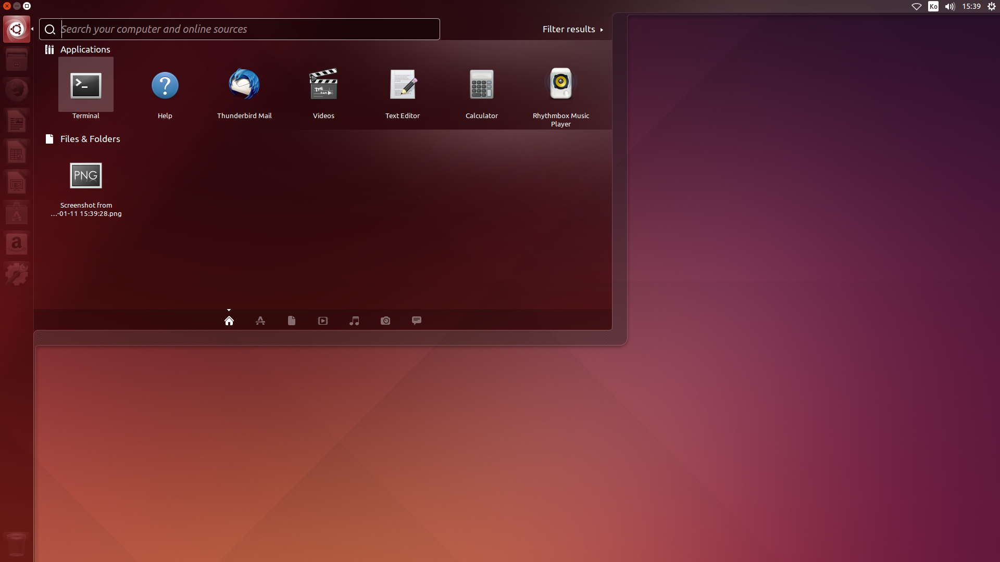 Ko 15:39
Search your computer and online sources
Filter results
Applications
Terminal
Help
Thunderbird Mail
Videos
Text Editor
Calculator
Rhythmbox Music
Player
Files & Folders
PNG
Screenshot from
...-01-11 15:39:28.png
a